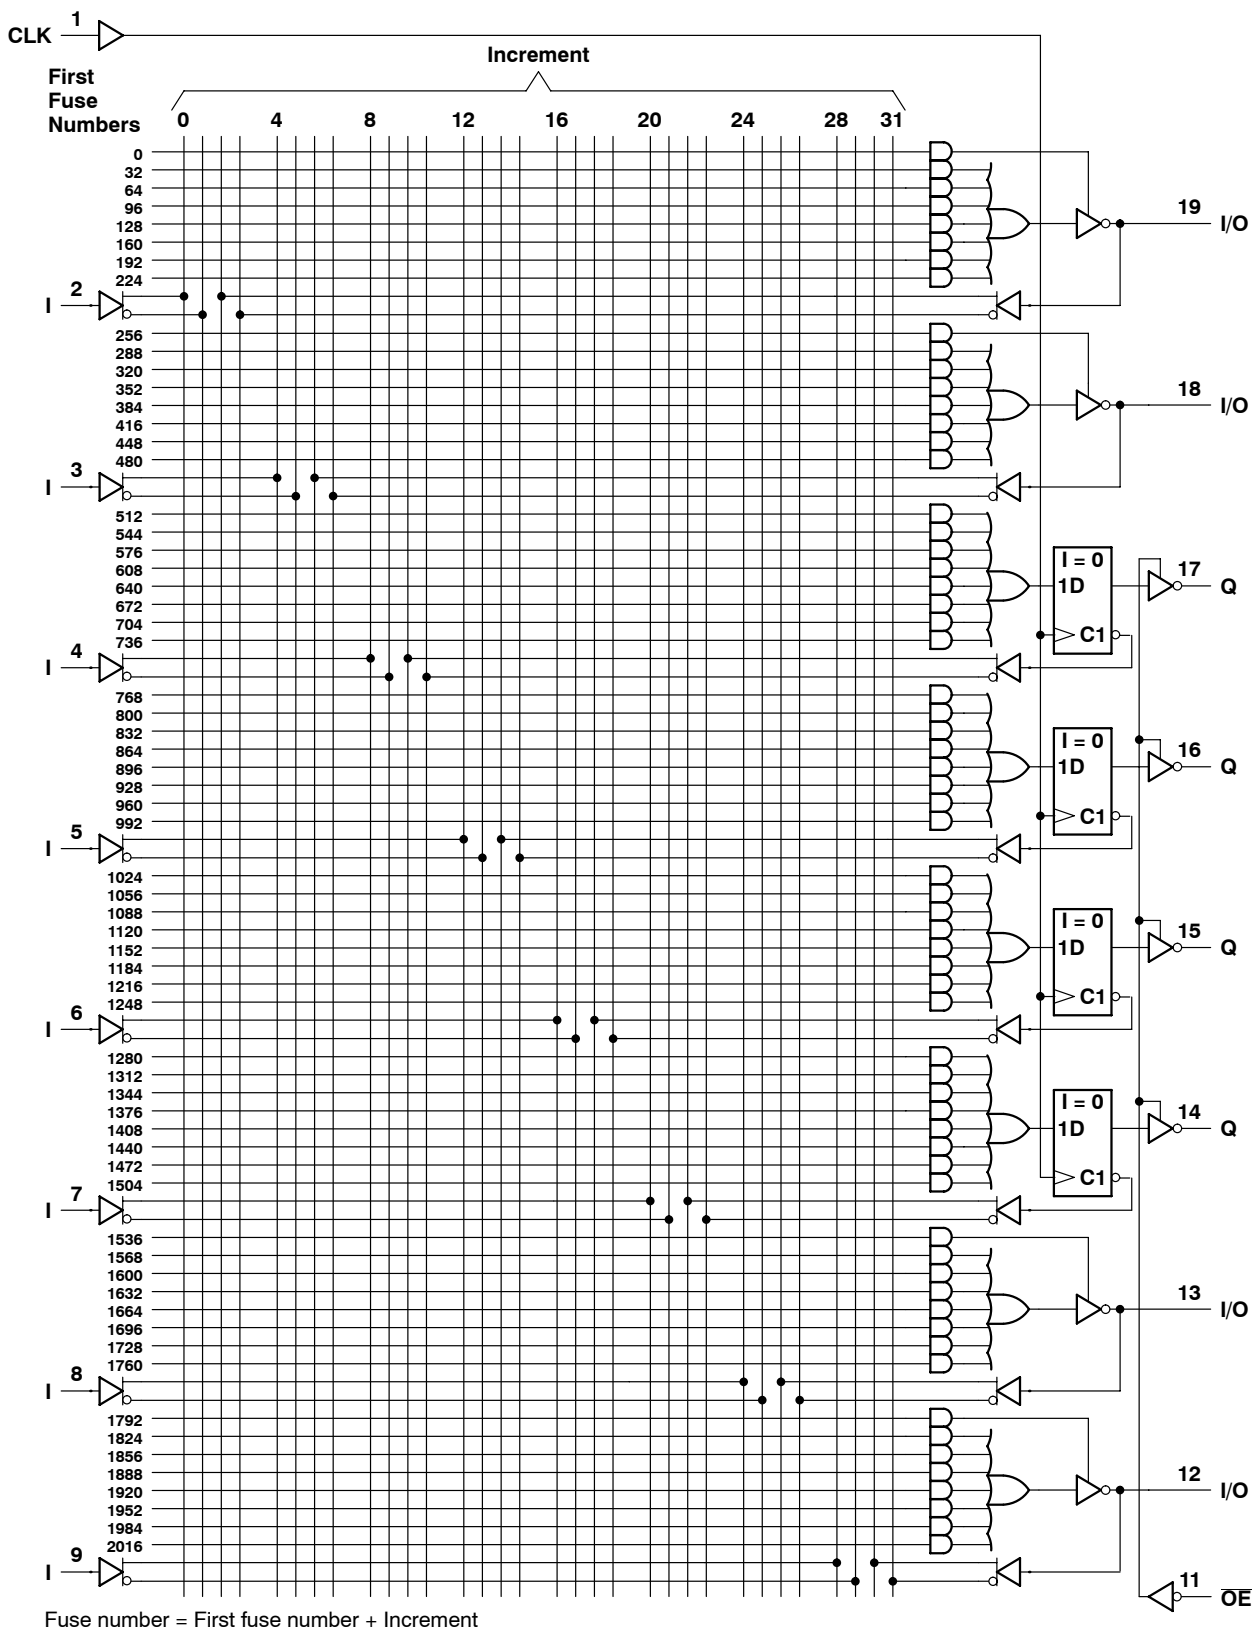 1
CLK
Increment
First
Fuse
Numbers
0 4 8 12 16 20 24 28 31
0
32
64
96
128
160
192
224
19
I/O
2
I
256
288
320
352
384
416
448
480
18
I/O
3
I
512
544
576
608
640
672
704
736
I = 0
1D
C1
17
Q
4
I
768
800
832
864
896
928
960
992
I = 0
1D
C1
16
Q
5
I
1024
1056
1088
1120
1152
1184
1216
1248
I = 0
1D
C1
15
Q
6
I
1280
1312
1344
1376
1408
1440
1472
1504
I = 0
1D
C1
14
Q
7
I
1536
1568
1600
1632
1664
1696
1728
1760
13
I/O
8
I
1792
1824
1856
1888
1920
1952
1984
2016
12
I/O
9
I
11
OE
Fuse number = First fuse number + Increment